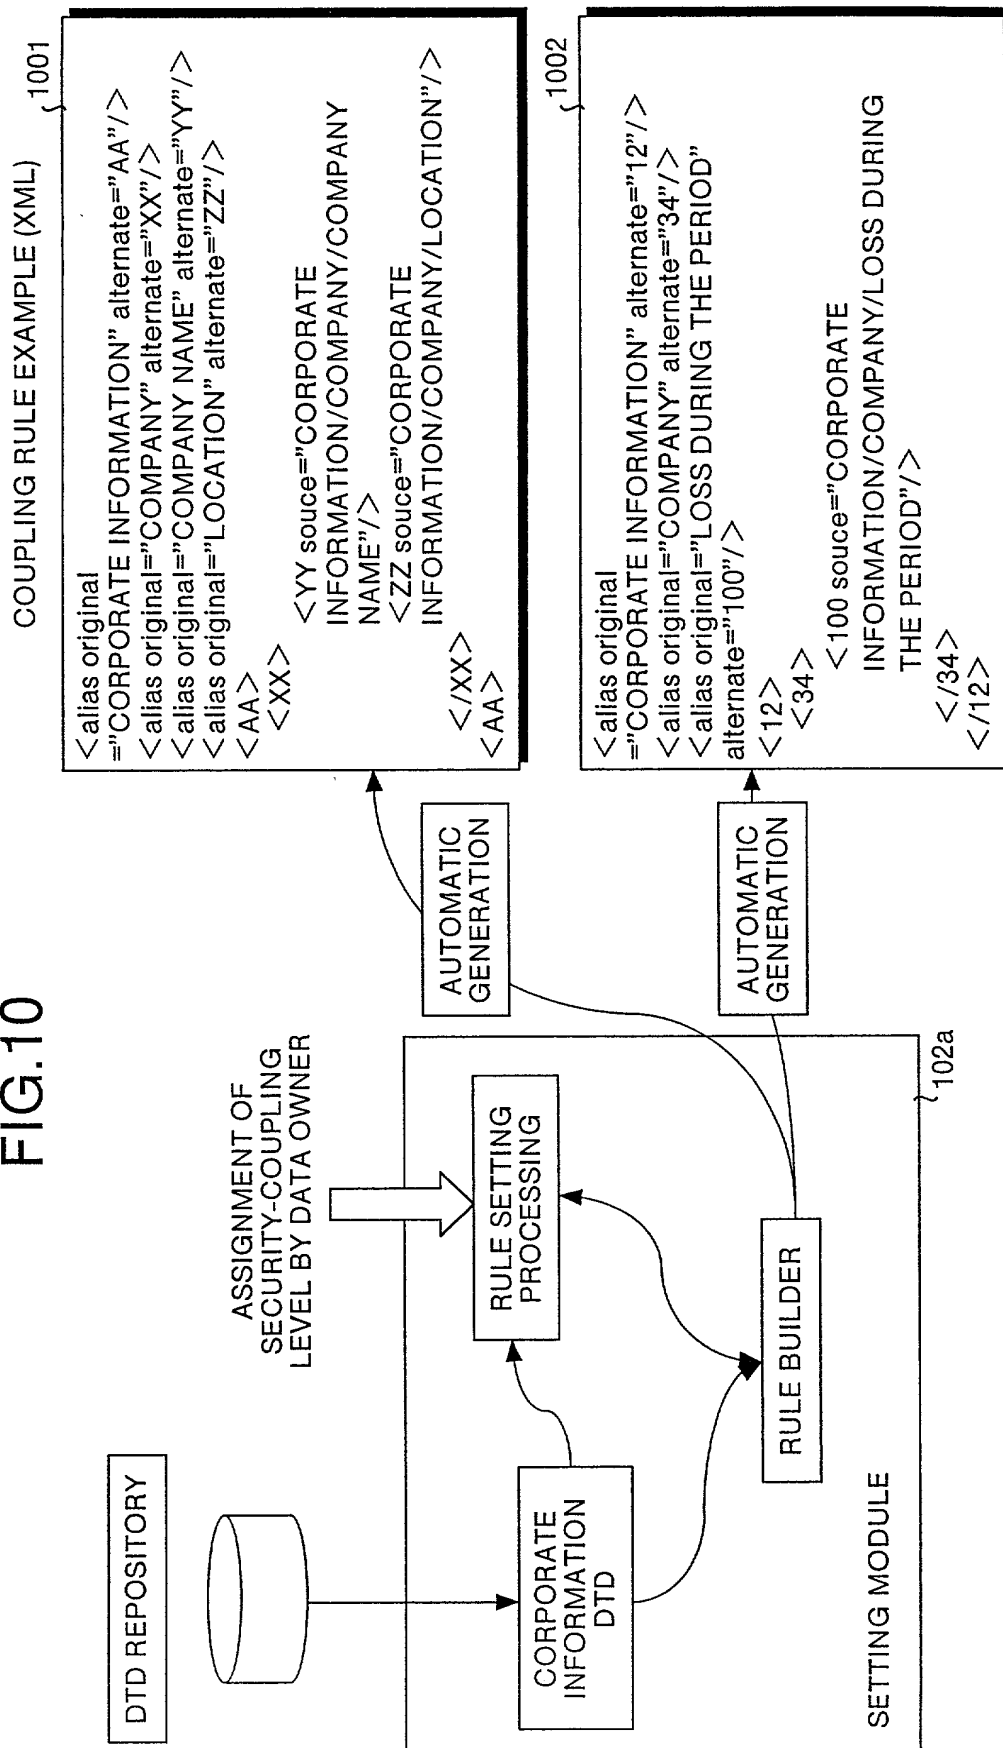 FIG.10
DTD REPOSITORY
ASSIGNMENT OF
SECURITY-COUPLING
LEVEL BY DATA OWNER
CORPORATE
INFORMATION
DTD
RULE SETTING
PROCESSING
RULE BUILDER
SETTING MODULE
102a
AUTOMATIC
GENERATION
AUTOMATIC
GENERATION
COUPLING RULE EXAMPLE (XML)
1001
<alias original
="CORPORATE INFORMATION" alternate="AA"/>
<alias original="COMPANY" alternate="XX"/>
<alias original="COMPANY NAME" alternate="YY"/>
<alias original="LOCATION" alternate="ZZ"/>
<AA>
<XX>
<YY souce="CORPORATE
INFORMATION/COMPANY/COMPANY
NAME"/>
<ZZ souce="CORPORATE
INFORMATION/COMPANY/LOCATION"/>
</XX>
<AA>
1002
<alias original
="CORPORATE INFORMATION" alternate="12"/>
<alias original="COMPANY" alternate="34"/>
<alias original="LOSS DURING THE PERIOD"
alternate="100"/>
<12>
<34>
<100 souce="CORPORATE
INFORMATION/COMPANY/LOSS DURING
THE PERIOD"/>
</34>
</12>